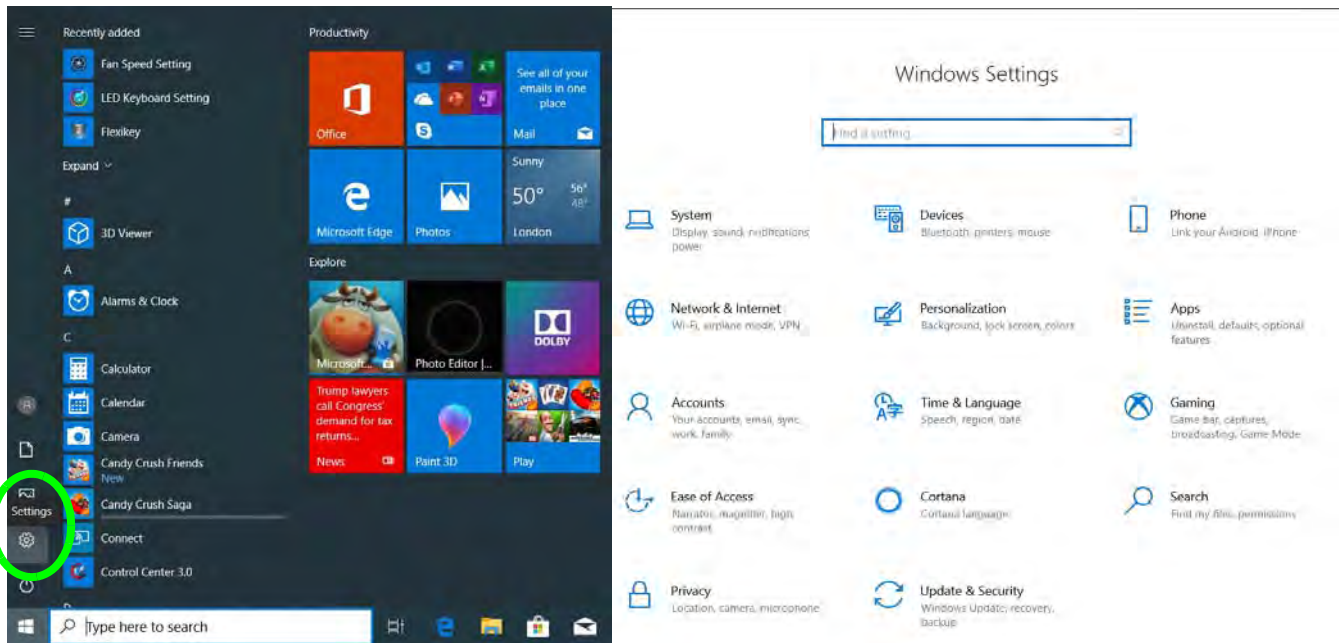 Recently added
Fan Speed Setting
LED Keyboard Setting
Flexikey
Expand
#
3D Viewer
A
Alarms & Clock
C
Calculator
Calendar
Camera
Candy Crush Friends
New
Candy Crush Saga
Connect
Control Center 3.0
Settings
Type here to search
Productivity
Office
See all of your
emails in one
place
Mail
Microsoft Edge
Photos
Sunny
50°
56°
48°
London
Explore
Microsoft...
Photo Editor |...
DOLBY
Trump lawyers
call Congress'
demand for tax
returns...
News
Paint 3D
Play
Windows Settings
Find a setting
System
Display, sound, notifications,
power
Devices
Bluetooth, printers, mouse
Phone
Link your Android, iPhone
Network & Internet
Wi-Fi, airplane mode, VPN
Personalization
Background, lock screen, colors
Apps
Uninstall, defaults, optional
features
Accounts
Your accounts, email, sync,
work, family
Time & Language
Speech, region, date
Gaming
Game bar, captures,
broadcasting, Game Mode
Ease of Access
Narrator, magnifier, high
contrast
Cortana
Cortana language
Search
Find my files, permissions
Privacy
Location, camera, microphone
Update & Security
Windows Update, recovery,
backup